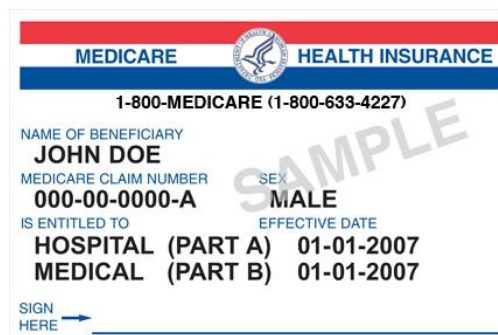 MEDICARE HEALTH INSURANCE
1-800-MEDICARE (1-800-633-4227)
NAME OF BENEFICIARY
JOHN DOE
MEDICARE CLAIM NUMBER SEX
000-00-0000-A MALE
IS ENTITLED TO EFFECTIVE DATE
HOSPITAL (PART A) 01-01-2007
MEDICAL (PART B) 01-01-2007
SIGN
HERE
SAMPLE